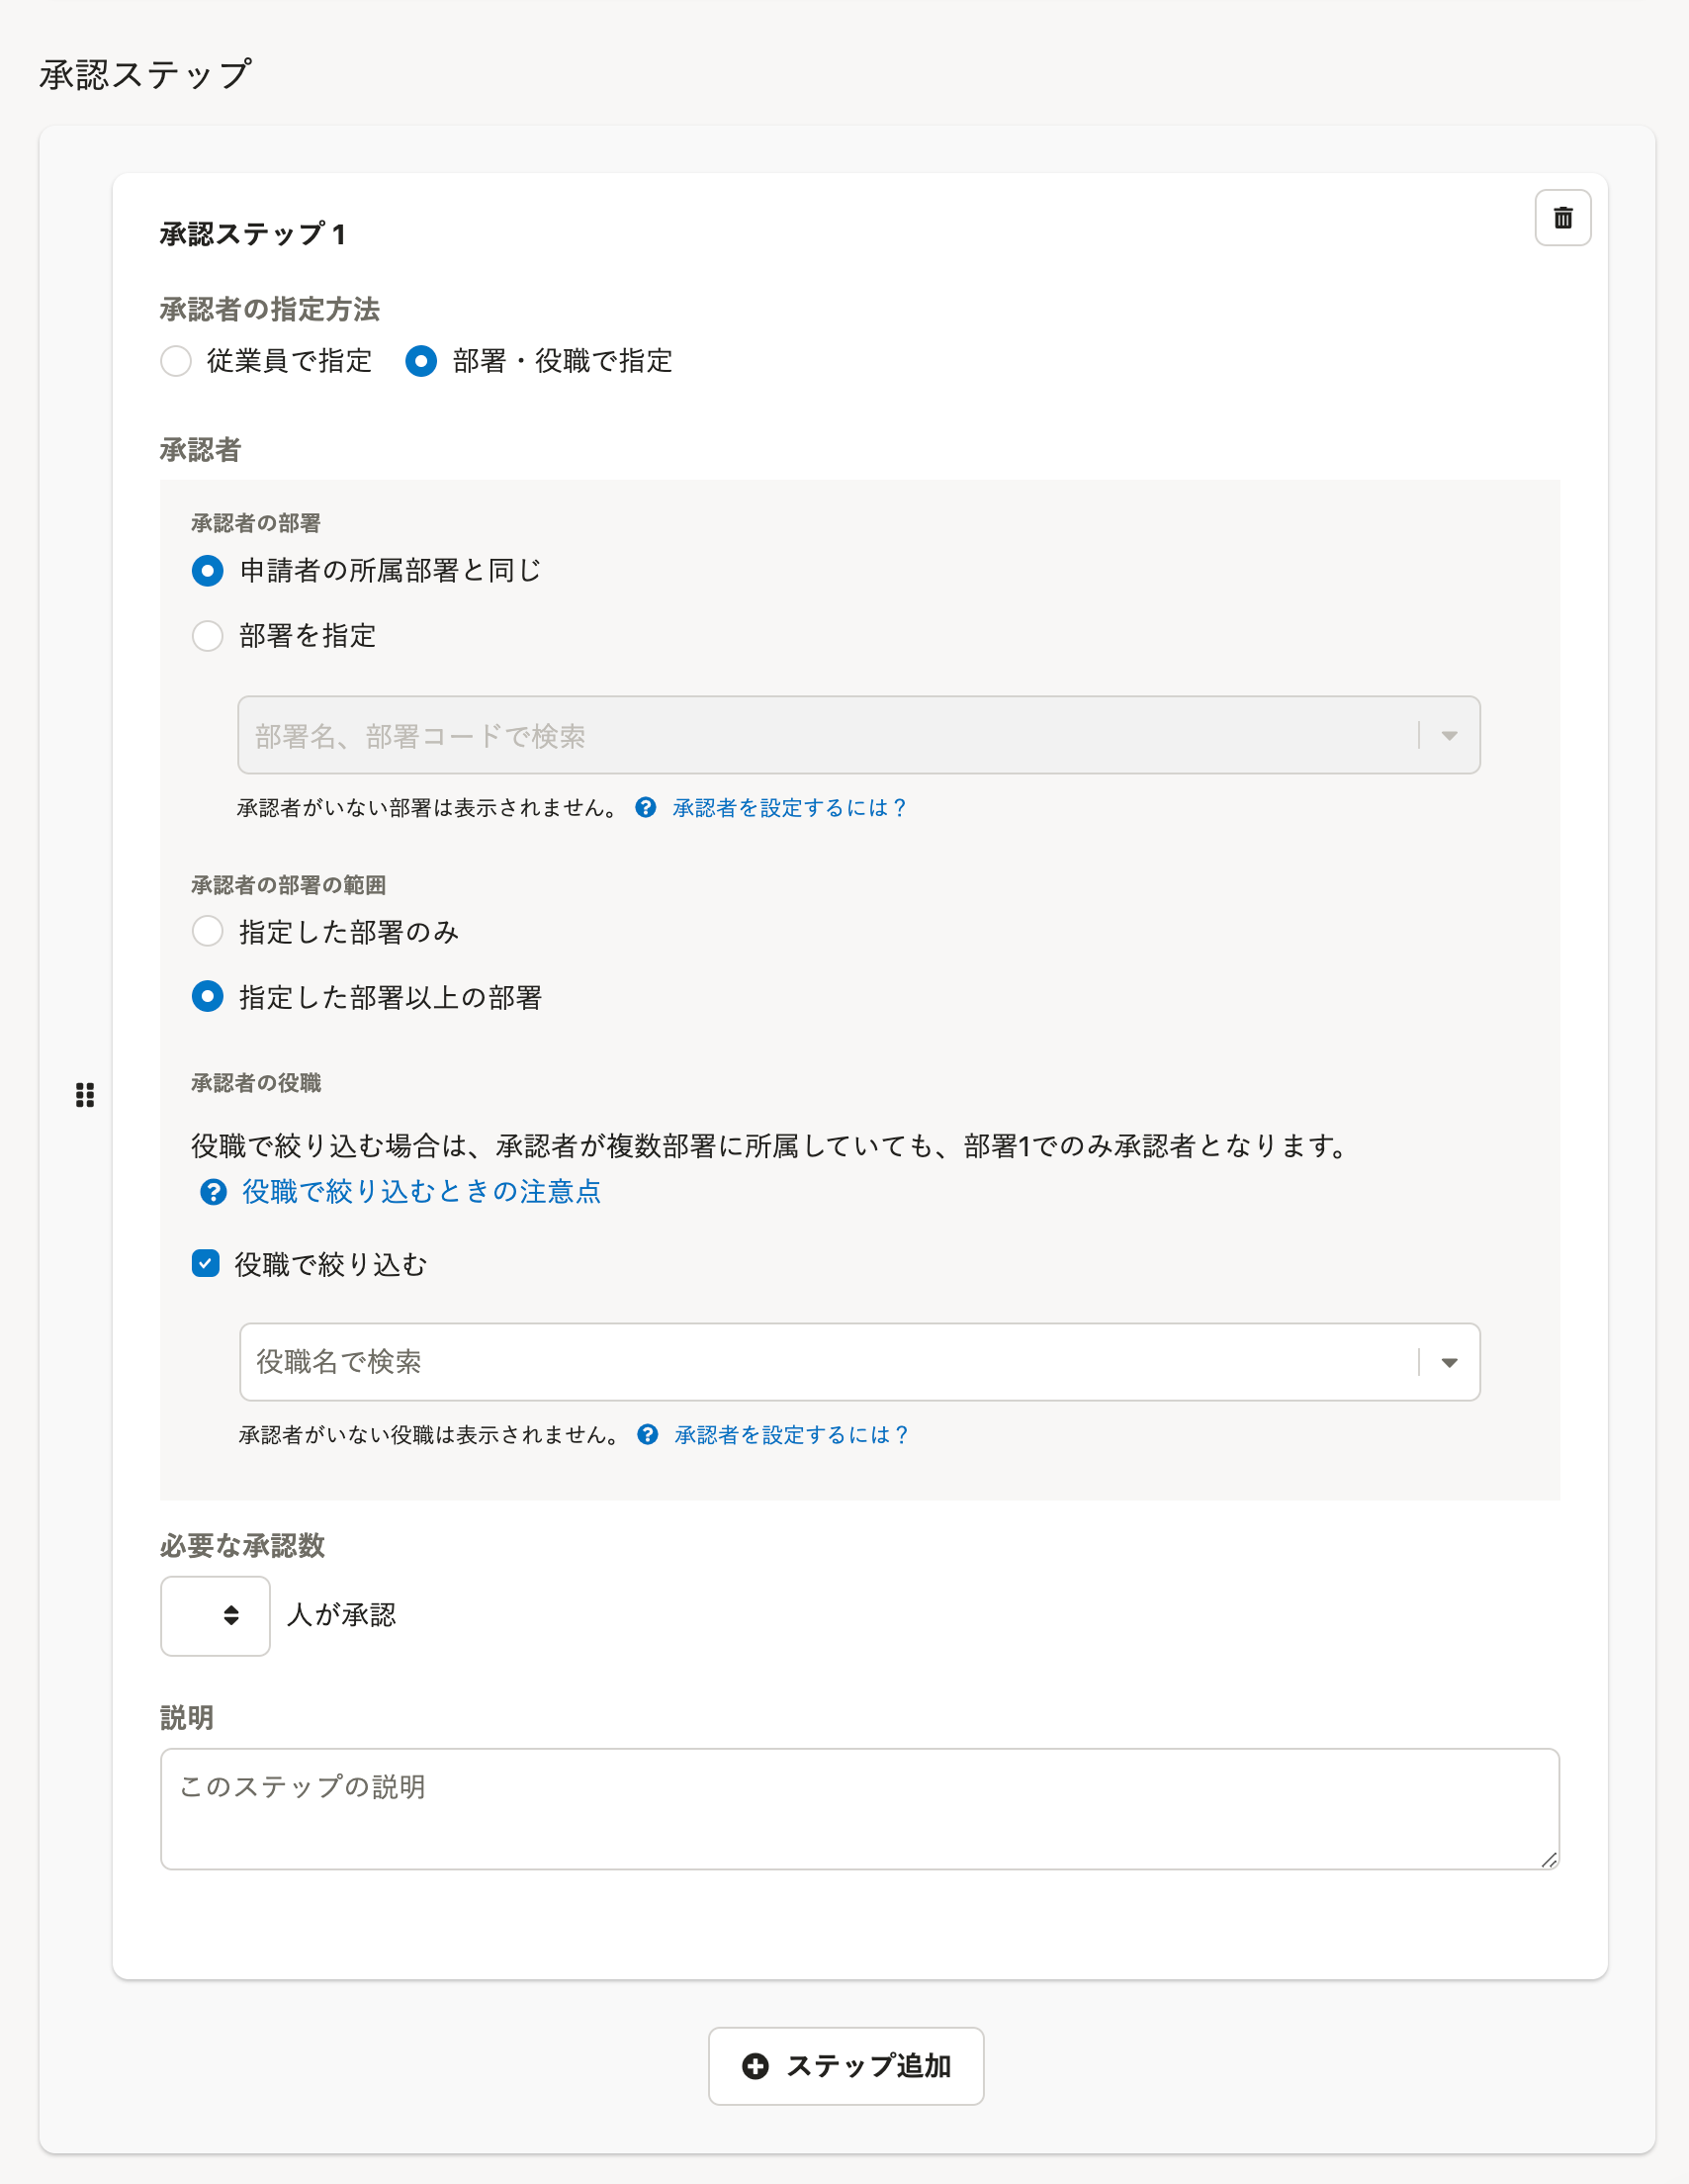 承認ステップ
承認ステップ 1
承認者の指定方法
従業員で指定 部署・役職で指定
承認者
承認者の部署
申請者の所属部署と同じ
部署を指定
部署名、部署コードで検索
承認者がいない部署は表示されません。 ? 承認者を設定するには？
承認者の部署の範囲
指定した部署のみ
指定した部署以上の部署
承認者の役職
役職で絞り込む場合は、承認者が複数部署に所属していても、部署1でのみ承認者となります。
? 役職で絞り込むときの注意点
役職で絞り込む
役職名で検索
承認者がいない役職は表示されません。 ? 承認者を設定するには？
必要な承認数
人が承認
説明
このステップの説明
ステップ追加